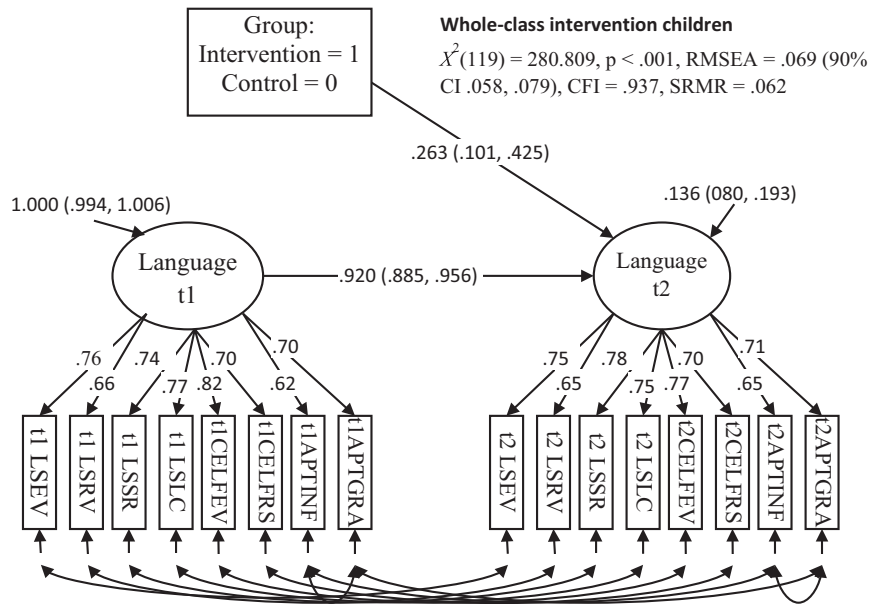 Group:
Intervention = 1
Control = 0
Whole-class intervention children
X²(119) = 280.809, p < .001, RMSEA = .069 (90%
CI .058, .079), CFI = .937, SRMR = .062
.263 (.101, .425)
1.000 (.994, 1.006)
.136 (080, .193)
Language
t1
.920 (.885, .956)
Language
t2
.76 .74 .70 .70
.66 .77 .82 .62
.75 .78 .70 .71
.65 .75 .77 .65
t1 LSEV
t1 LSRV
t1 LSSR
t1 LSLC
t1CELFEV
t1CELFRS
t1APTINF
t1APTGRA
t2 LSEV
t2 LSRV
t2 LSSR
t2 LSLC
t2CELFEV
t2CELFRS
t2APTINF
t2APTGRA